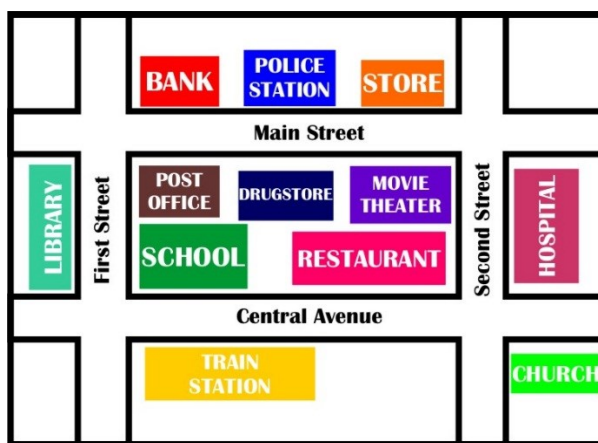 BANK
POLICE
STATION
STORE
Main Street
LIBRARY
First Street
POST
OFFICE
DRUGSTORE
MOVIE
THEATER
Second Street
HOSPITAL
SCHOOL
RESTAURANT
Central Avenue
TRAIN
STATION
CHURCH